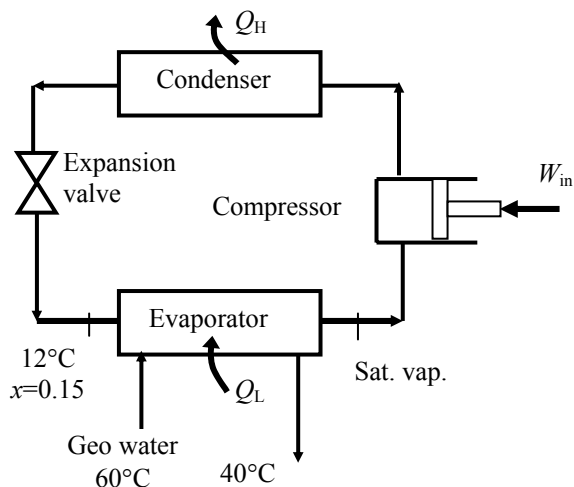 Q_H
Condenser
Expansion
valve
Compressor
W_in
Evaporator
12°C
x=0.15
Q_L
Sat. vap.
Geo water
60°C
40°C